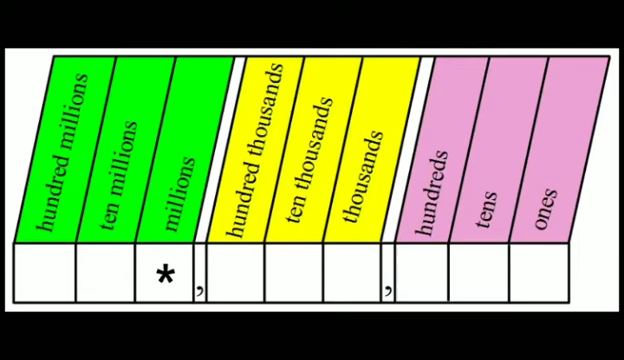 hundred millions
ten millions
millions
hundred thousands
ten thousands
thousands
hundreds
tens
ones
* , ,